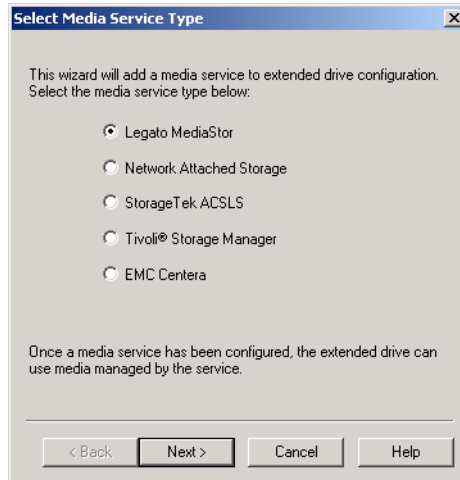 Select Media Service Type
This wizard will add a media service to extended drive configuration.
Select the media service type below:
Legato MediaStor
Network Attached Storage
StorageTek ACSLS
Tivoli® Storage Manager
EMC Centera
Once a media service has been configured, the extended drive can
use media managed by the service.
< Back Next > Cancel Help